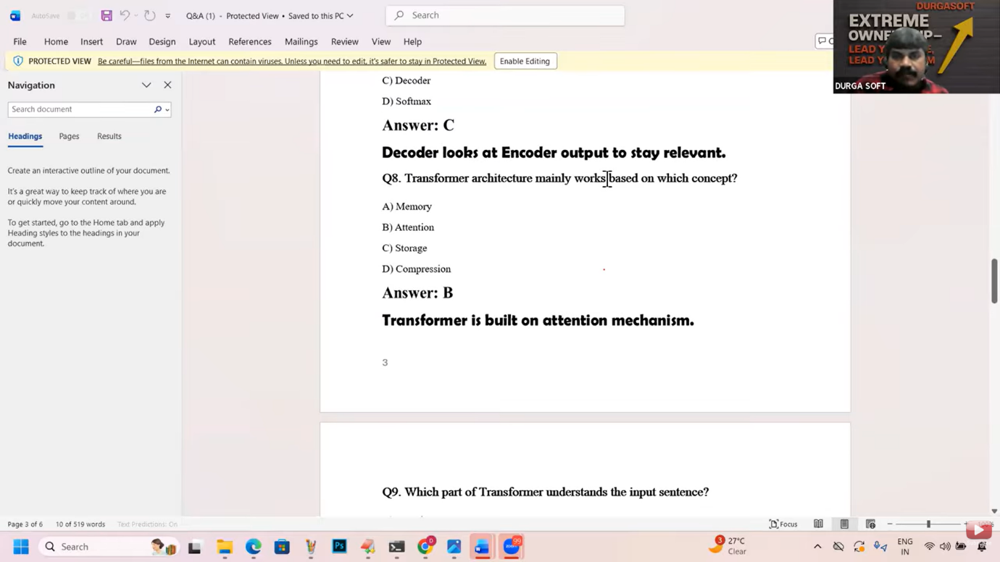 AutoSave
Q&A (1) • Protected View • Saved to this PC
Search
DURGASOFT
EXTREME
OWNERSHIP—
File Home Insert Draw Design Layout References Mailings Review View Help
DURGA SOFT
PROTECTED VIEW Be careful—files from the Internet can contain viruses. Unless you need to edit, it's safer to stay in Protected View. Enable Editing
Navigation
Search document
Headings Pages Results
Create an interactive outline of your document.
It's a great way to keep track of where you are
or quickly move your content around.
To get started, go to the Home tab and apply
Heading styles to the headings in your
document.
C) Decoder
D) Softmax
Answer: C
Decoder looks at Encoder output to stay relevant.
Q8. Transformer architecture mainly works based on which concept?
A) Memory
B) Attention
C) Storage
D) Compression
Answer: B
Transformer is built on attention mechanism.
3
Q9. Which part of Transformer understands the input sentence?
Page 3 of 6 10 of 519 words Text Predictions: On
Focus
Search
Ps
zoom
99
3
27°C
Clear
ENG
IN